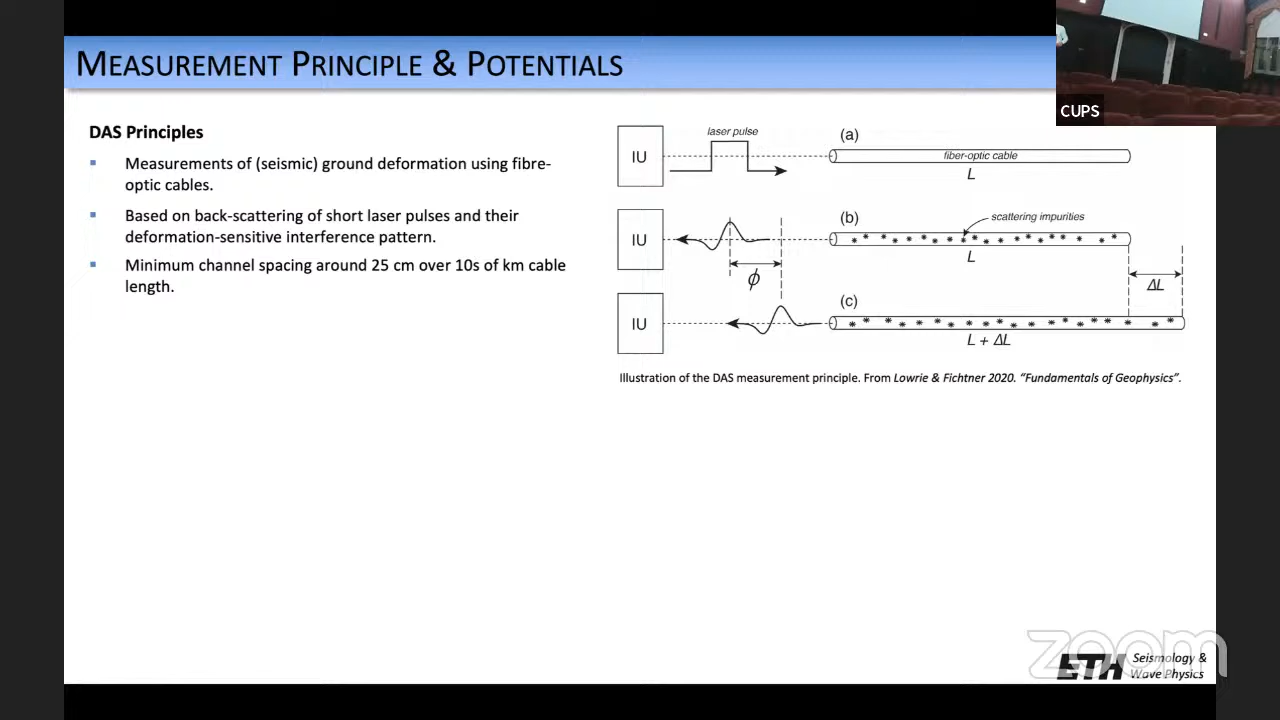 MEASUREMENT PRINCIPLE & POTENTIALS
CUPS
DAS Principles
▪ Measurements of (seismic) ground deformation using fibre-
optic cables.
▪ Based on back-scattering of short laser pulses and their
deformation-sensitive interference pattern.
▪ Minimum channel spacing around 25 cm over 10s of km cable
length.
IU
laser pulse
(a)
fiber-optic cable
L
IU
ϕ
(b)
scattering impurities
L
ΔL
IU
(c)
L + ΔL
Illustration of the DAS measurement principle. From Lowrie & Fichtner 2020. “Fundamentals of Geophysics”.
zoom
ETH
Seismology &
Wave Physics